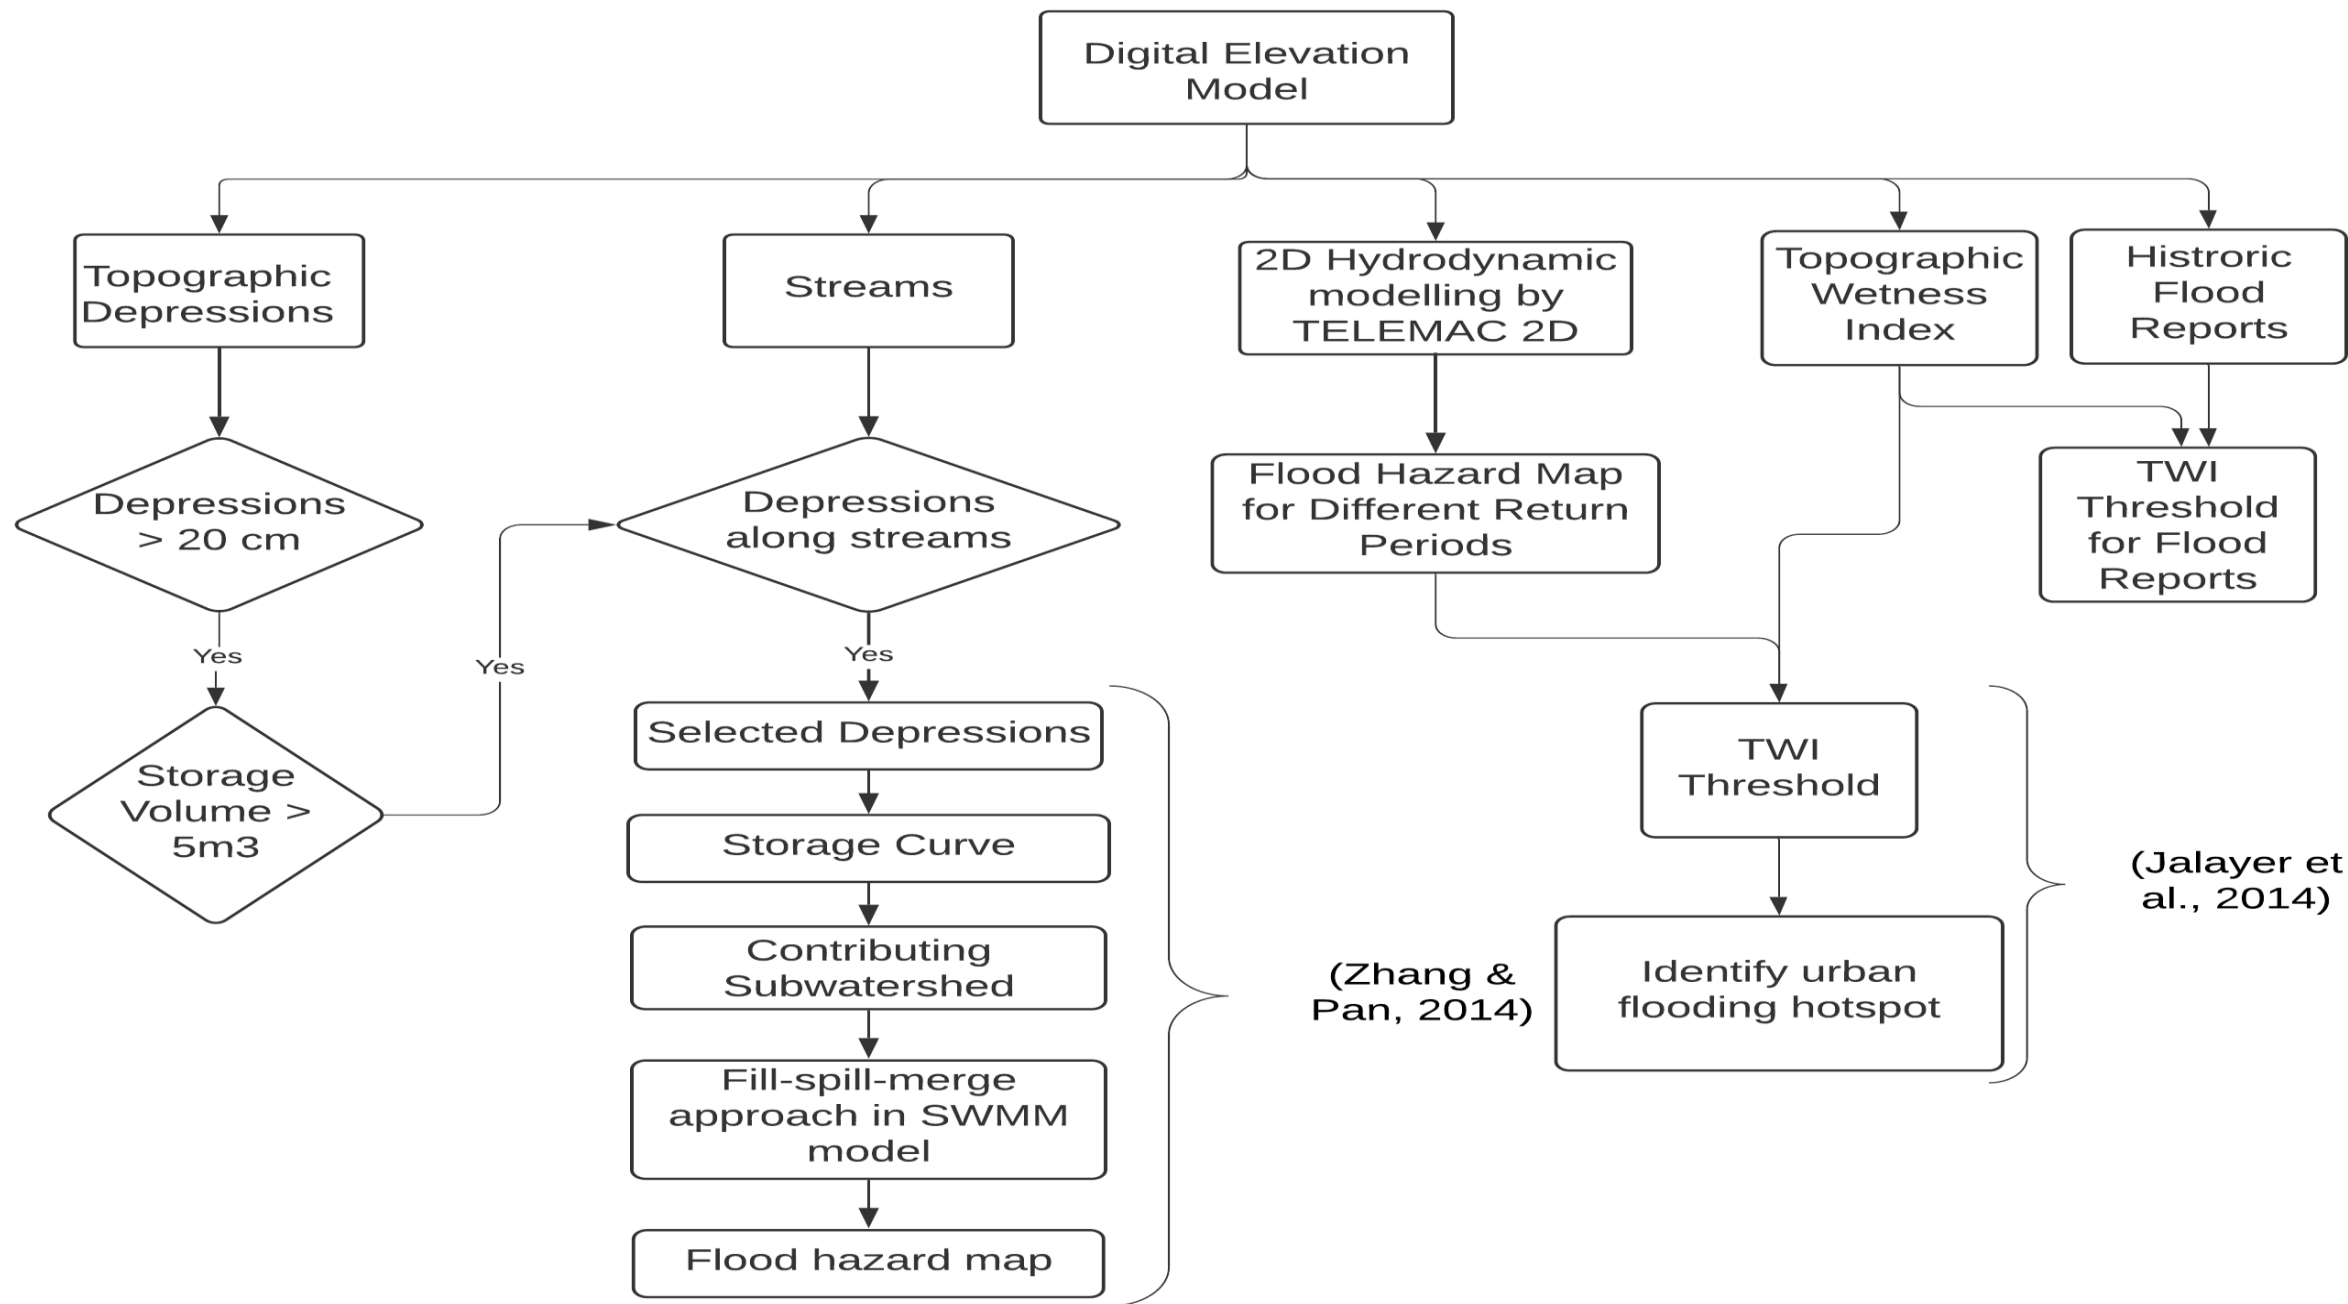 Digital Elevation
Model
Topographic
Depressions
Streams
2D Hydrodynamic
modelling by
TELEMAC 2D
Topographic
Wetness
Index
Histroric
Flood
Reports
Depressions
> 20 cm
Depressions
along streams
Flood Hazard Map
for Different Return
Periods
TWI
Threshold
for Flood
Reports
Yes
Yes
Yes
Storage
Volume >
5m3
Selected Depressions
Storage Curve
Contributing
Subwatershed
Fill-spill-merge
approach in SWMM
model
Flood hazard map
(Zhang &
Pan, 2014)
TWI
Threshold
Identify urban
flooding hotspot
(Jalayer et
al., 2014)